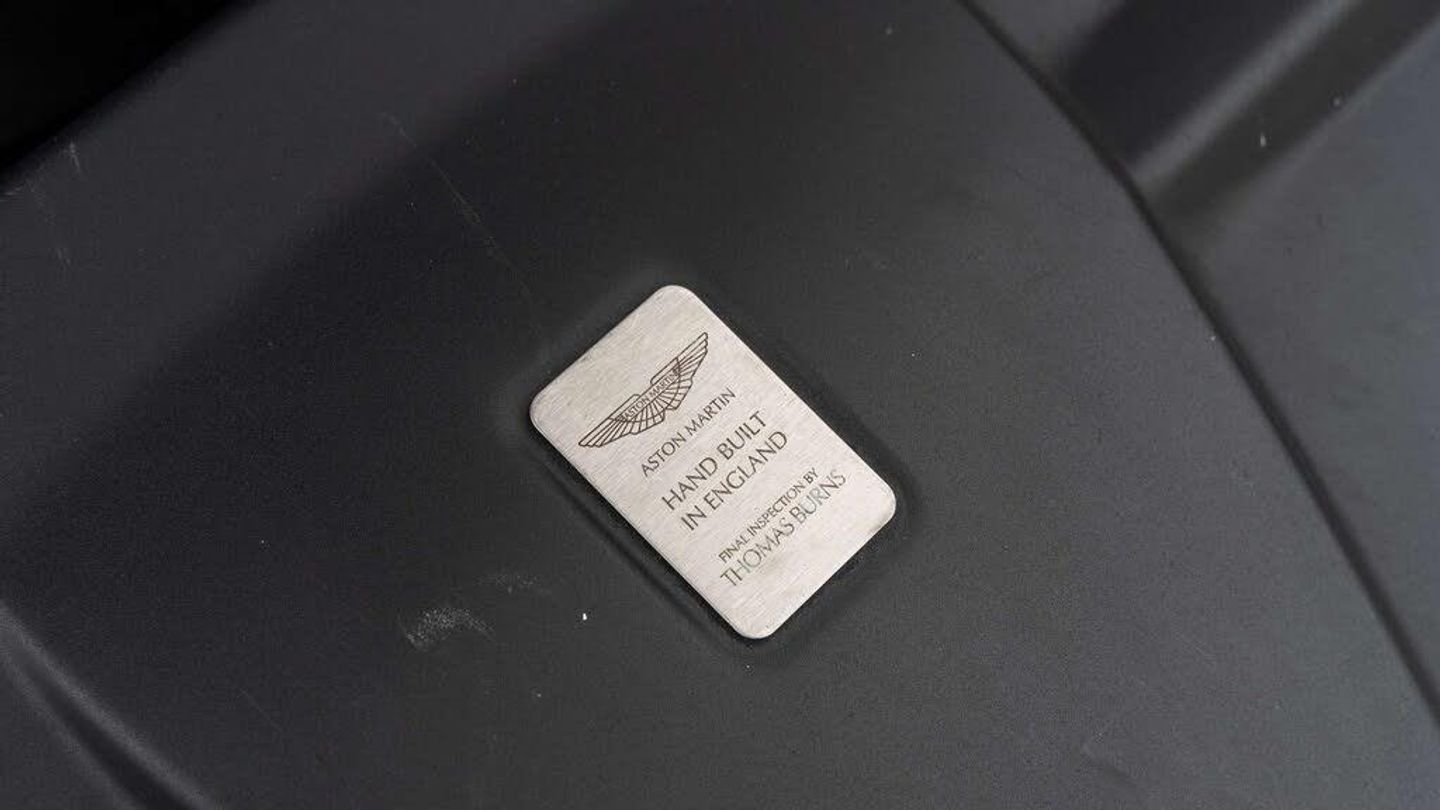 ASTON MARTIN
ASTON MARTIN
HAND BUILT
IN ENGLAND
FINAL INSPECTION BY
THOMAS BURNS